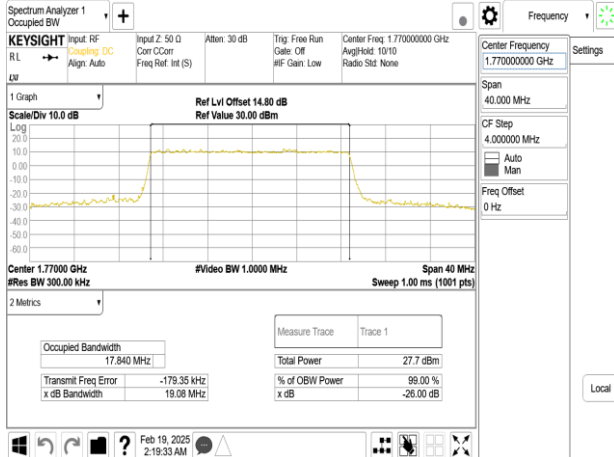 Spectrum Analyzer 1
Occupied BW
+
Frequency
KEYSIGHT
RL
Input: RF
Coupling: DC
Align: Auto
Input Z: 50 Ω
Corr CCorr
Freq Ref: Int (S)
Atten: 30 dB
Trig: Free Run
Gate: Off
#IF Gain: Low
Center Freq: 1.770000000 GHz
Avg|Hold: 10/10
Radio Std: None
Center Frequency
1.770000000 GHz
Settings
Span
40.000 MHz
CF Step
4.000000 MHz
Auto
Man
Freq Offset
0 Hz
Local
1 Graph
Scale/Div 10.0 dB
Ref Lvl Offset 14.80 dB
Ref Value 30.00 dBm
Log
20.0
10.0
0.00
-10.0
-20.0
-30.0
-40.0
-50.0
-60.0
Center 1.77000 GHz
#Video BW 1.0000 MHz
Span 40 MHz
#Res BW 300.00 kHz
Sweep 1.00 ms (1001 pts)
2 Metrics
Measure Trace Trace 1
Occupied Bandwidth
17.840 MHz
Total Power 27.7 dBm
Transmit Freq Error -179.35 kHz
% of OBW Power 99.00 %
x dB Bandwidth 19.08 MHz
x dB -26.00 dB
?
Feb 19, 2025
2:19:33 AM